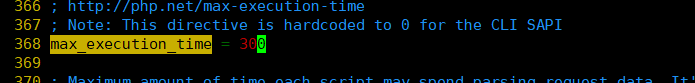 366 ; http://php.net/max-execution-time
367 ; Note: This directive is hardcoded to 0 for the CLI SAPI
368 max_execution_time = 300
369
370 ; Maximum amount of time each script may spend parsing request data. It's